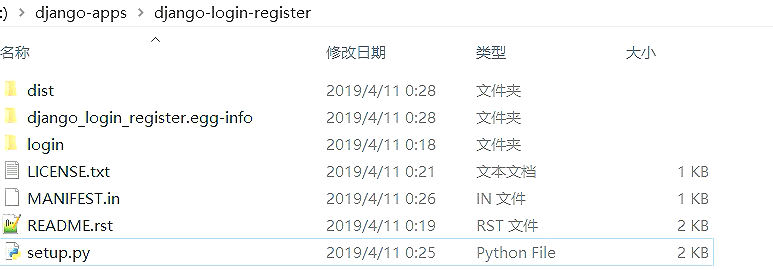 :) > django-apps > django-login-register
名称 修改日期 类型 大小
dist 2019/4/11 0:28 文件夹
django_login_register.egg-info 2019/4/11 0:28 文件夹
login 2019/4/11 0:18 文件夹
LICENSE.txt 2019/4/11 0:21 文本文档 1 KB
MANIFEST.in 2019/4/11 0:26 IN 文件 1 KB
README.rst 2019/4/11 0:19 RST 文件 2 KB
setup.py 2019/4/11 0:25 Python File 2 KB